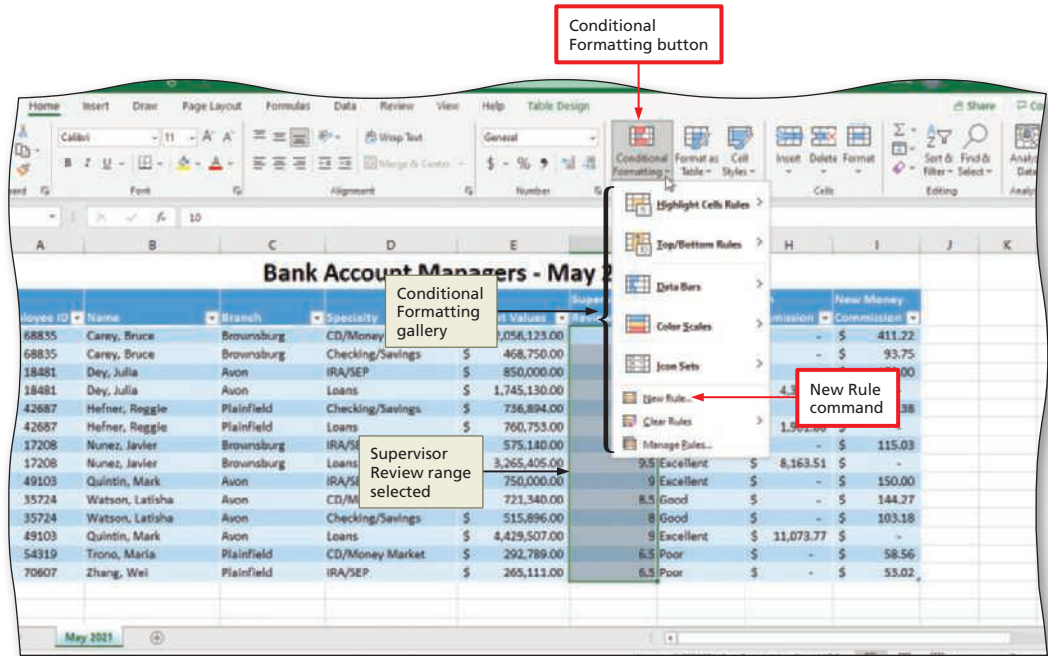 Conditional
Formatting button
Home Insert Draw Page Layout Formulas Data Review View Help Table Design Share
Calibri 11 A A Wrap Text General Conditional Formatting Format as Table Cell Styles Insert Delete Format Sort & Filter Find & Select
B I U A Merge & Center $ % 9
Font Alignment Number Cells Editing
fx 10
A B C D E H I J K
Bank Account Managers - May 2
Conditional
Formatting
gallery
Name Branch Specialty New Money Commission
68835 Carey, Bruce Brownsburg CD/Money ,056,123.00 - $ 411.22
68835 Carey, Bruce Brownsburg Checking/Savings $ 468,750.00 - $ 93.75
18481 Dey, Julia Avon IRA/SEP $ 850,000.00
18481 Dey, Julia Avon Loans $ 1,745,130.00
42687 Hefner, Reggie Plainfield Checking/Savings $ 736,894.00
42687 Hefner, Reggie Plainfield Loans $ 760,753.00
17208 Nunez, Javier Brownsburg 575,140.00 - $ 115.03
17208 Nunez, Javier Brownsburg Loans 3,265,405.00 9.5 Excellent $ 8,163.51 $ -
49103 Quintin, Mark Avon 750,000.00 9 Excellent $ - $ 150.00
35724 Watson, Latisha Avon 721,340.00 8.5 Good $ - $ 144.27
35724 Watson, Latisha Avon Checking/Savings $ 515,896.00 8 Good $ - $ 103.18
49103 Quintin, Mark Avon Loans $ 4,429,507.00 9 Excellent $ 11,073.77 $ -
54319 Trono, Maria Plainfield CD/Money Market $ 292,789.00 6.5 Poor $ - $ 58.56
70607 Zhang, Wei Plainfield IRA/SEP $ 265,111.00 6.5 Poor $ - $ 53.02
Highlight Cells Rules
Top/Bottom Rules
Data Bars
Color Scales
Icon Sets
New Rule...
Clear Rules
Manage Rules...
New Rule
command
Supervisor
Review range
selected
May 2021